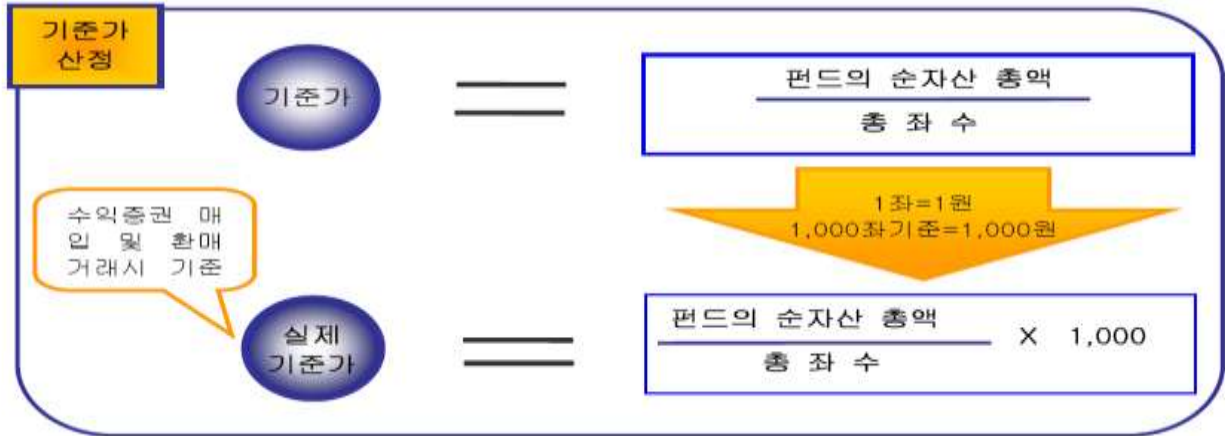 기준가
산정
기준가
펀드의 순자산 총액
총 좌 수
1좌=1원
1,000좌기준=1,000원
수익증권 매
입 및 환매
거래시 기준
실제
기준가
펀드의 순자산 총액
총 좌 수
X 1,000